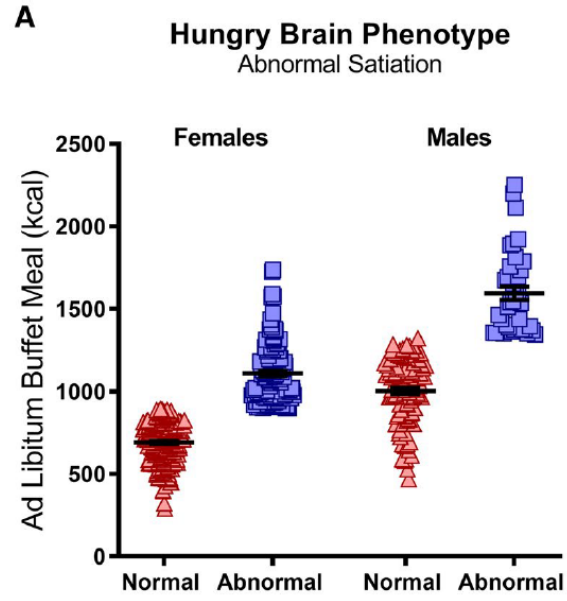 A
Hungry Brain Phenotype
Abnormal Satiation
Females Males
Ad Libitum Buffet Meal (kcal)
2500
2000
1500
1000
500
0
Normal Abnormal Normal Abnormal